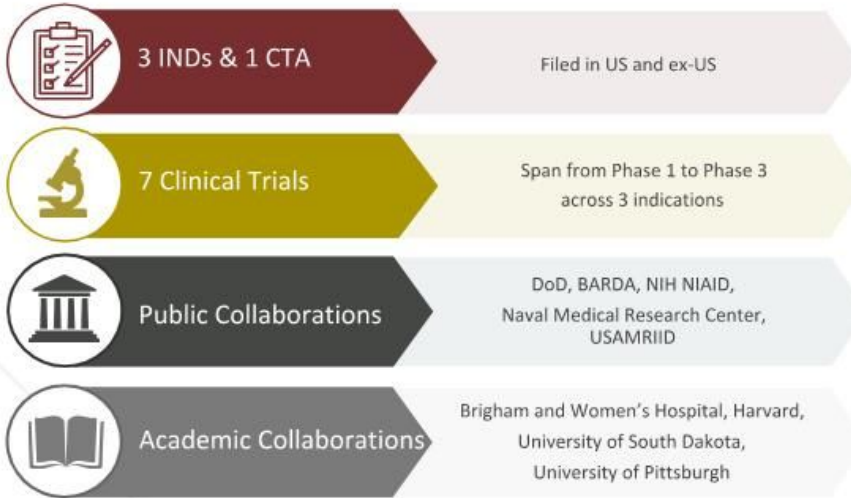 3 INDs & 1 CTA
Filed in US and ex-US
7 Clinical Trials
Span from Phase 1 to Phase 3
across 3 indications
Public Collaborations
DoD, BARDA, NIH NIAID,
Naval Medical Research Center,
USAMRIID
Academic Collaborations
Brigham and Women's Hospital, Harvard,
University of South Dakota,
University of Pittsburgh